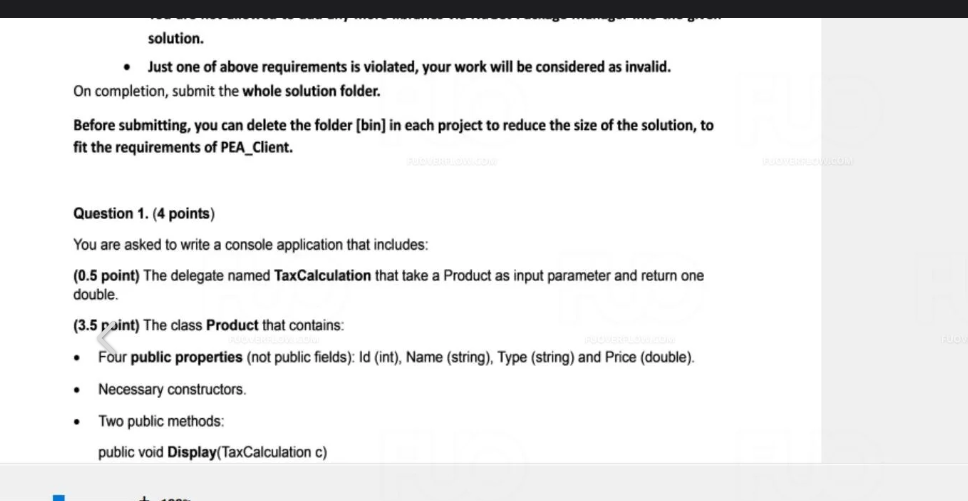 solution.
• Just one of above requirements is violated, your work will be considered as invalid.
On completion, submit the whole solution folder.
Before submitting, you can delete the folder [bin] in each project to reduce the size of the solution, to
fit the requirements of PEA_Client.
Question 1. (4 points)
You are asked to write a console application that includes:
(0.5 point) The delegate named TaxCalculation that take a Product as input parameter and return one
double.
(3.5 point) The class Product that contains:
• Four public properties (not public fields): Id (int), Name (string), Type (string) and Price (double).
• Necessary constructors.
• Two public methods:
public void Display(TaxCalculation c)